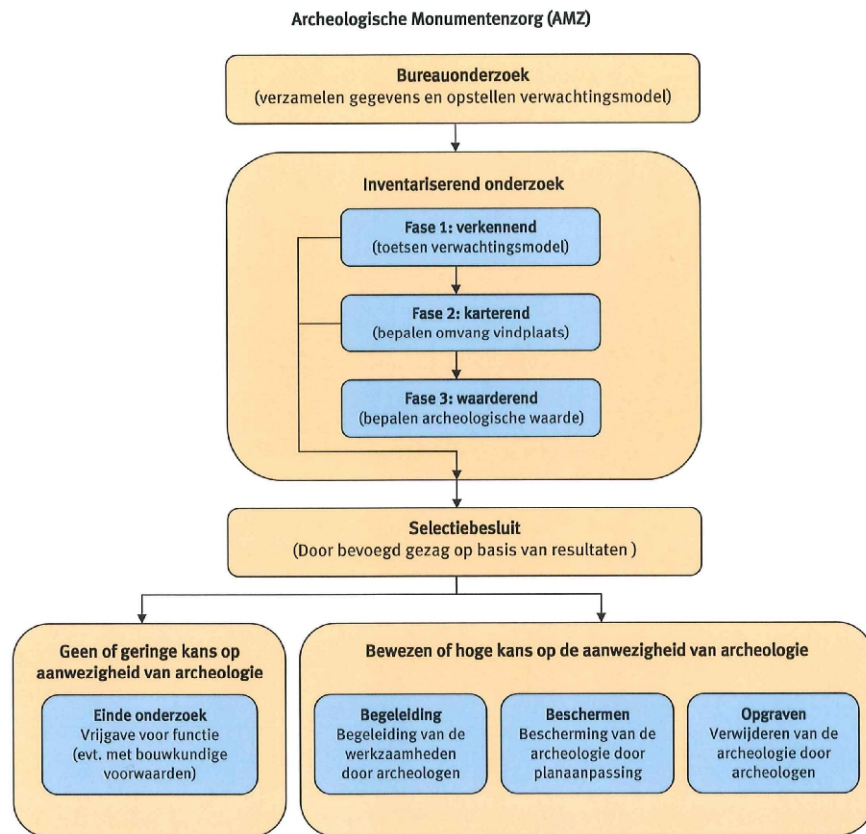 Archeologische Monumentenzorg (AMZ)
Bureauonderzoek
(verzamelen gegevens en opstellen verwachtingsmodel)
Inventariserend onderzoek
Fase 1: verkennend
(toetsen verwachtingsmodel)
Fase 2: karterend
(bepalen omvang vindplaats)
Fase 3: waarderend
(bepalen archeologische waarde)
Selectiebesluit
(Door bevoegd gezag op basis van resultaten )
Geen of geringe kans op
aanwezigheid van archeologie
Einde onderzoek
Vrijgave voor functie
(evt. met bouwkundige
voorwaarden)
Bewezen of hoge kans op de aanwezigheid van archeologie
Begeleiding
Begeleiding van de
werkzaamheden
door archeologen
Beschermen
Bescherming van de
archeologie door
planaanpassing
Opgraven
Verwijderen van de
archeologie door
archeologen